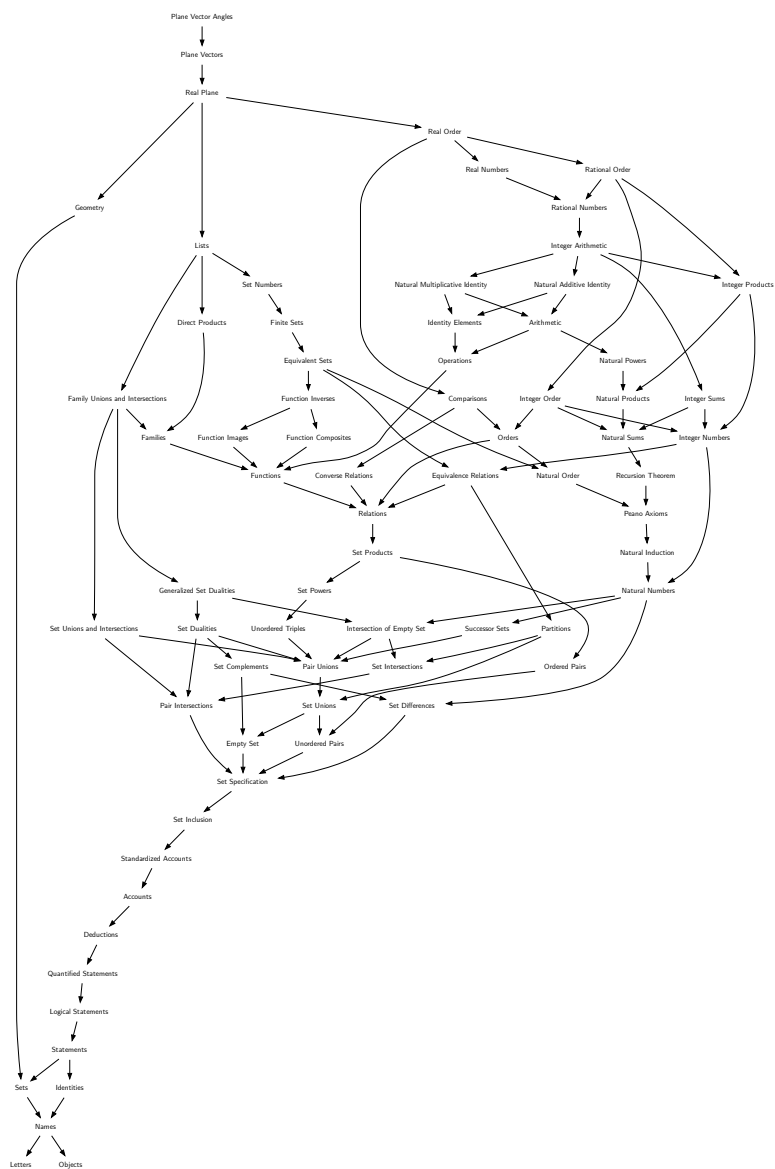 Plane Vector Angles
Plane Vectors
Real Plane
Real Order
Real Numbers
Rational Order
Geometry
Rational Numbers
Lists
Integer Arithmetic
Set Numbers
Natural Multiplicative Identity
Natural Additive Identity
Integer Products
Direct Products
Finite Sets
Identity Elements
Arithmetic
Equivalent Sets
Operations
Natural Powers
Family Unions and Intersections
Function Inverses
Comparisons
Integer Order
Natural Products
Integer Sums
Families
Function Images
Function Composites
Orders
Natural Sums
Integer Numbers
Functions
Converse Relations
Equivalence Relations
Natural Order
Recursion Theorem
Relations
Peano Axioms
Set Products
Natural Induction
Generalized Set Dualities
Set Powers
Natural Numbers
Set Unions and Intersections
Set Dualities
Unordered Triples
Intersection of Empty Set
Successor Sets
Partitions
Set Complements
Pair Unions
Set Intersections
Ordered Pairs
Pair Intersections
Set Unions
Set Differences
Empty Set
Unordered Pairs
Set Specification
Set Inclusion
Standardized Accounts
Accounts
Deductions
Quantified Statements
Logical Statements
Statements
Sets
Identities
Names
Letters
Objects